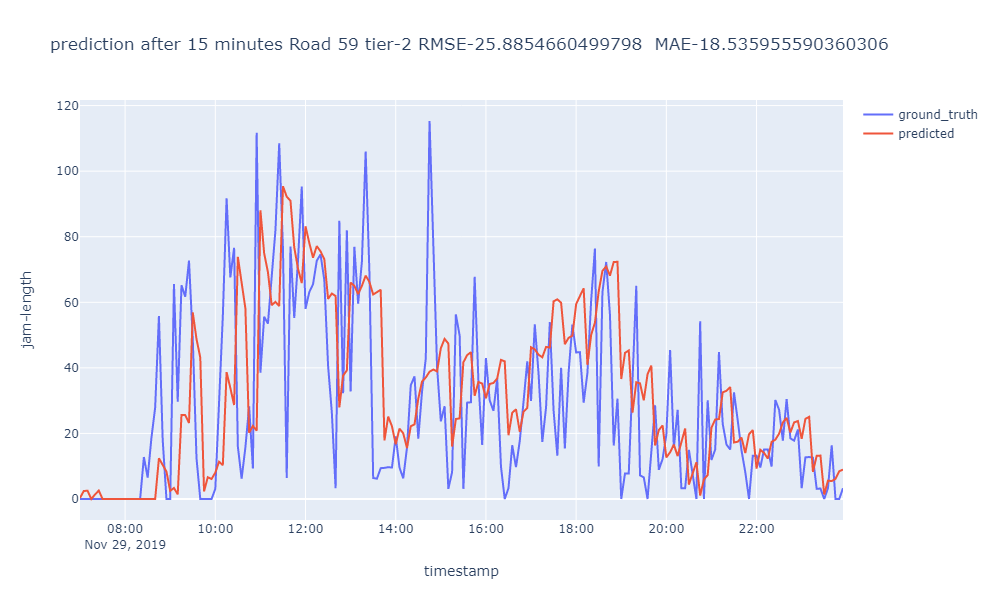 prediction after 15 minutes Road 59 tier-2 RMSE-25.8854660499798  MAE-18.535955590360306
ground_truth
predicted
120
100
80
60
40
20
0
jam-length
08:00 10:00 12:00 14:00 16:00 18:00 20:00 22:00
Nov 29, 2019
timestamp